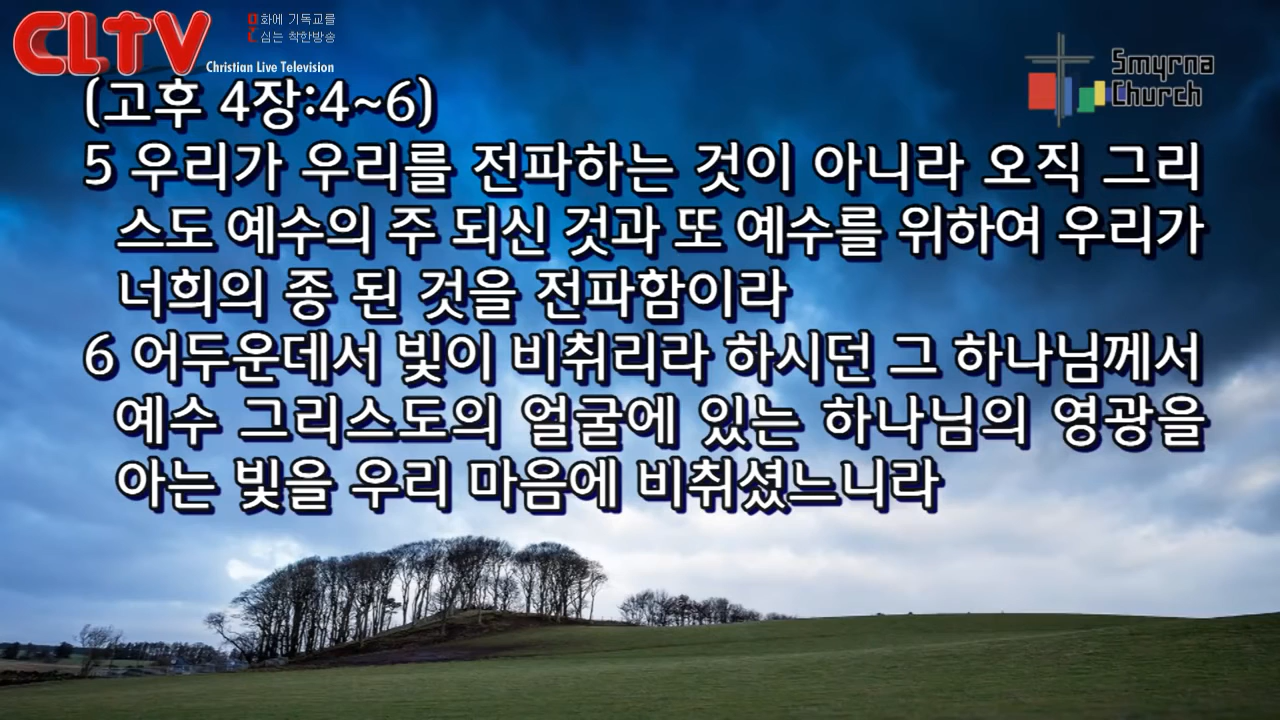 CLTV
문화에 기독교를
심는 착한방송
Christian Live Television
Smyrna
Church
(고후 4장:4~6)
5 우리가 우리를 전파하는 것이 아니라 오직 그리
스도 예수의 주 되신 것과 또 예수를 위하여 우리가
너희의 종 된 것을 전파함이라
6 어두운데서 빛이 비취리라 하시던 그 하나님께서
예수 그리스도의 얼굴에 있는 하나님의 영광을
아는 빛을 우리 마음에 비취셨느니라